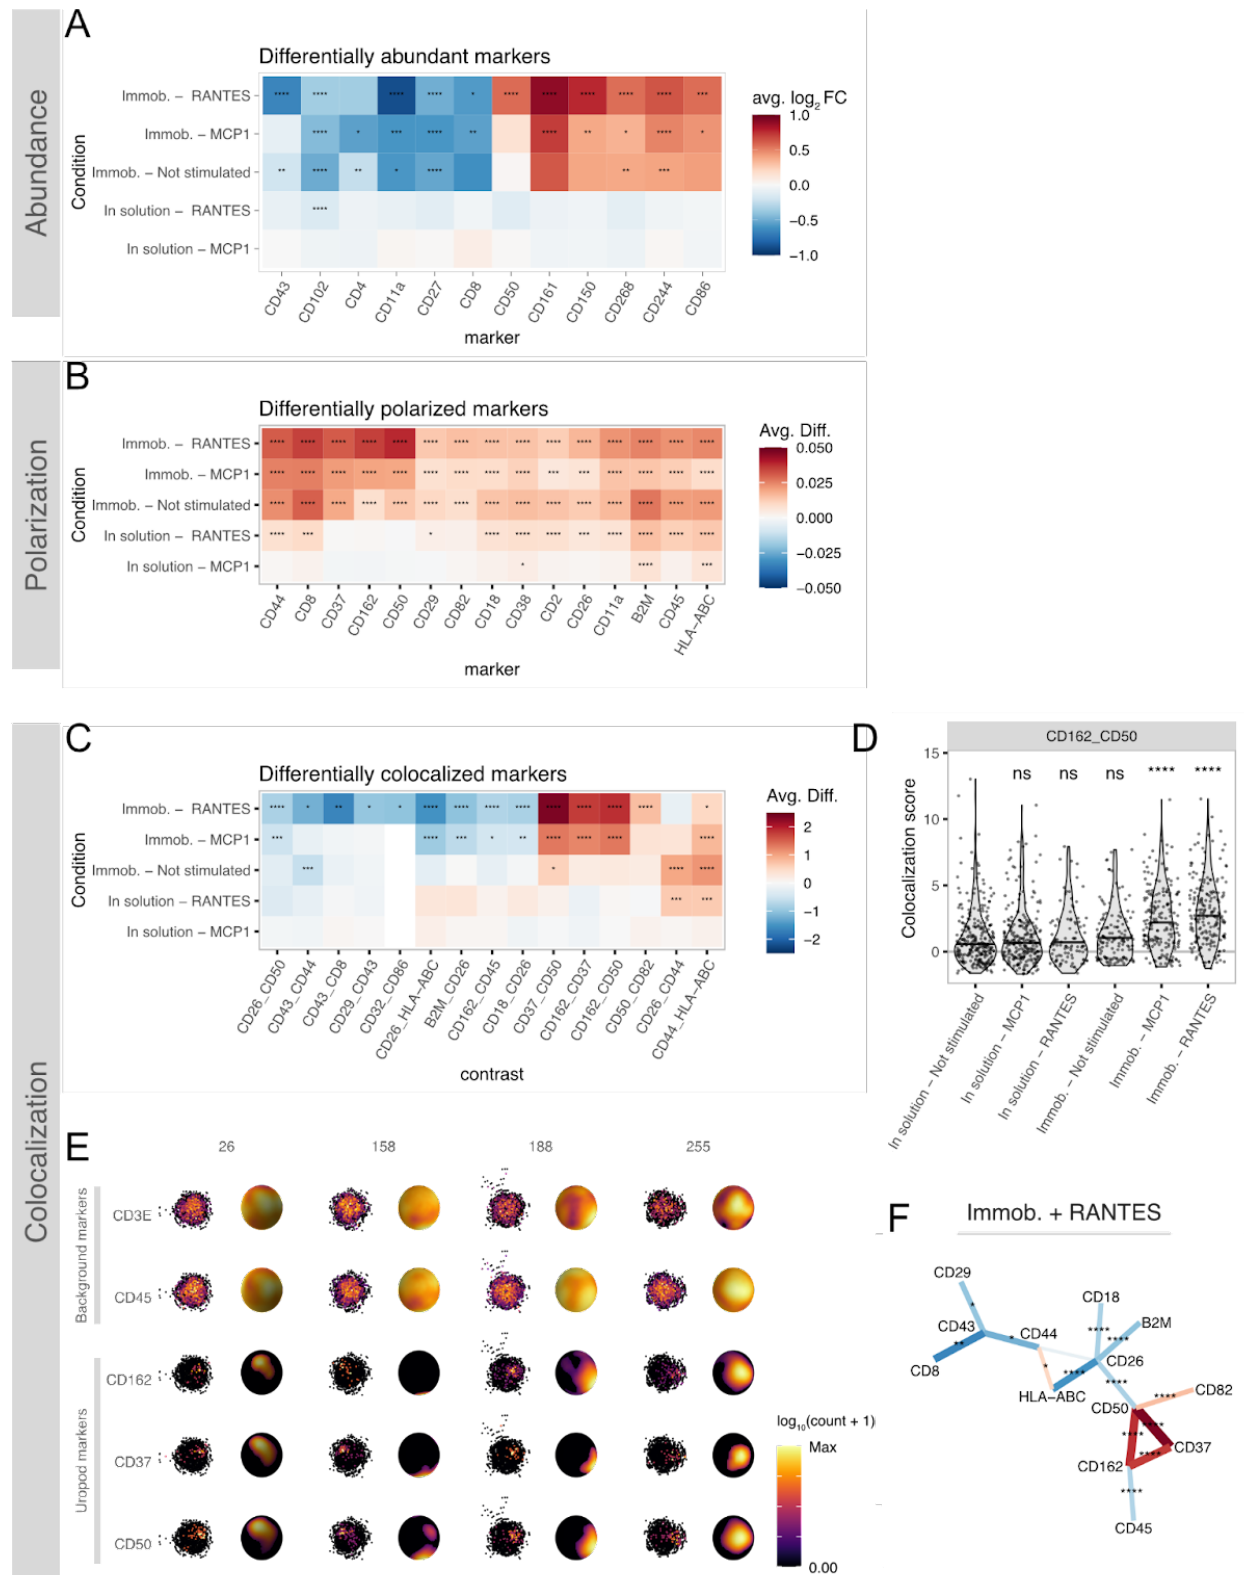 Abundance
A
Differentially abundant markers
Condition
Immob. – RANTES
**** **** **** **** * **** **** **** **** **** ***
Immob. – MCP1
**** * *** **** ** **** ** * **** *
Immob. – Not stimulated
** **** ** * **** ** ***
In solution – RANTES
****
In solution – MCP1
CD43 CD102 CD4 CD11a CD27 CD8 CD50 CD161 CD150 CD268 CD244 CD86
marker
avg. log2 FC
1.0
0.5
0.0
−0.5
−1.0
Polarization
B
Differentially polarized markers
Condition
Immob. – RANTES
**** **** **** **** **** **** **** **** **** **** **** **** **** **** ****
Immob. – MCP1
**** **** **** **** **** **** **** **** **** *** *** **** **** **** ****
Immob. – Not stimulated
**** **** **** **** **** **** **** **** **** **** **** **** **** **** ****
In solution – RANTES
**** *** * **** **** **** *** **** **** **** ****
In solution – MCP1
* **** ***
CD44 CD8 CD37 CD162 CD50 CD29 CD82 CD18 CD38 CD2 CD26 CD11a B2M CD45 HLA−ABC
marker
Avg. Diff.
0.050
0.025
0.000
−0.025
−0.050
Colocalization
C
Differentially colocalized markers
Condition
Immob. – RANTES
**** * ** * * **** **** **** **** **** **** **** **** *
Immob. – MCP1
*** **** *** * ** **** **** **** ****
Immob. – Not stimulated
*** * **** ****
In solution – RANTES
*** ***
In solution – MCP1
CD26_CD50 CD43_CD44 CD43_CD8 CD29_CD43 CD32_CD86 CD26_HLA−ABC B2M_CD26 CD162_CD45 CD18_CD26 CD37_CD50 CD162_CD37 CD162_CD50 CD50_CD82 CD26_CD44 CD44_HLA−ABC
contrast
Avg. Diff.
2
1
0
−1
−2
D
CD162_CD50
Colocalization score
15
10
5
0
ns ns ns **** ****
In solution – Not stimulated
In solution – MCP1
In solution – RANTES
Immob. – Not stimulated
Immob. – MCP1
Immob. – RANTES
E
26 158 188 255
Background markers
CD3E
CD45
Uropod markers
CD162
CD37
CD50
log10(count + 1)
Max
0.00
F
Immob. + RANTES
CD29
CD18
*
CD43
CD44
B2M
**
*
****
****
CD8
*
****
CD26
HLA−ABC
****
CD82
CD50
****
****
****
CD37
****
CD162
****
CD45